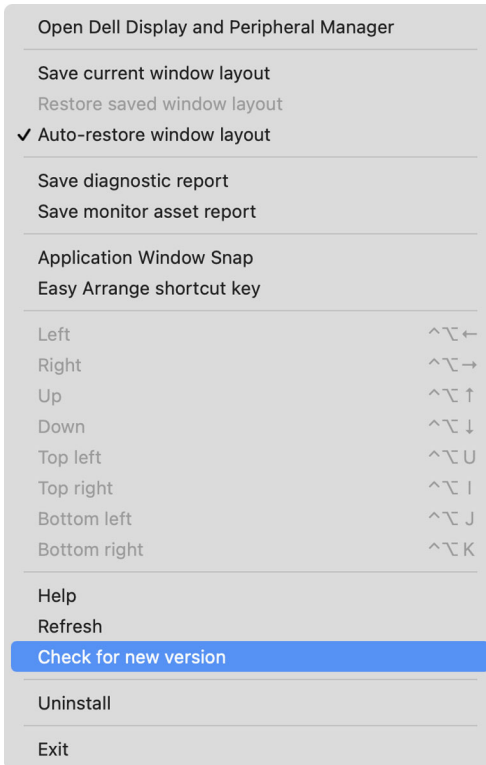 Open Dell Display and Peripheral Manager
Save current window layout
Restore saved window layout
✓ Auto-restore window layout
Save diagnostic report
Save monitor asset report
Application Window Snap
Easy Arrange shortcut key
Left ^⌥←
Right ^⌥→
Up ^⌥↑
Down ^⌥↓
Top left ^⌥U
Top right ^⌥I
Bottom left ^⌥J
Bottom right ^⌥K
Help
Refresh
Check for new version
Uninstall
Exit